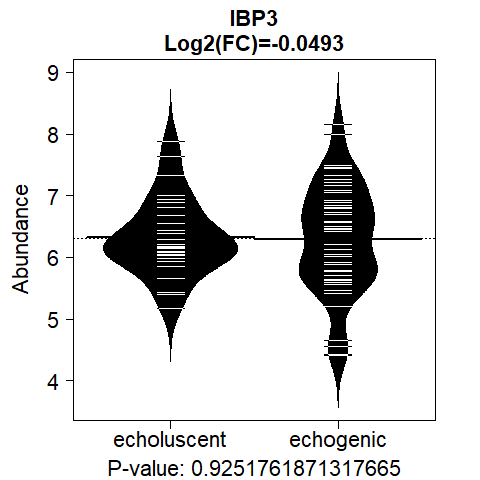 IBP3
Log2(FC)=-0.0493
9
8
7
6
5
4
Abundance
echoluscent echogenic
P-value: 0.9251761871317665